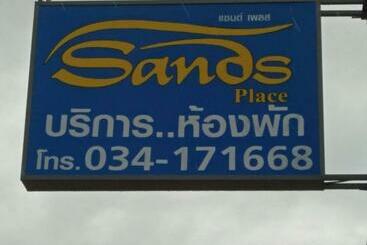 แซนด์ เพลส
Sands
Place
บริการ..ห้องพัก
โทร. 034-171668